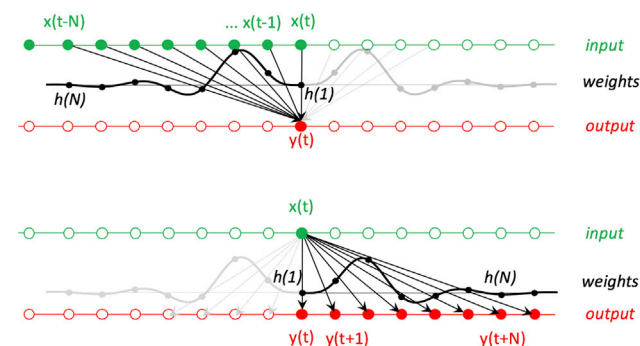 x(t-N) ... x(t-1) x(t)
input
h(N) h(1) weights
output
y(t)
x(t)
input
h(1) h(N) weights
output
y(t) y(t+1) y(t+N)